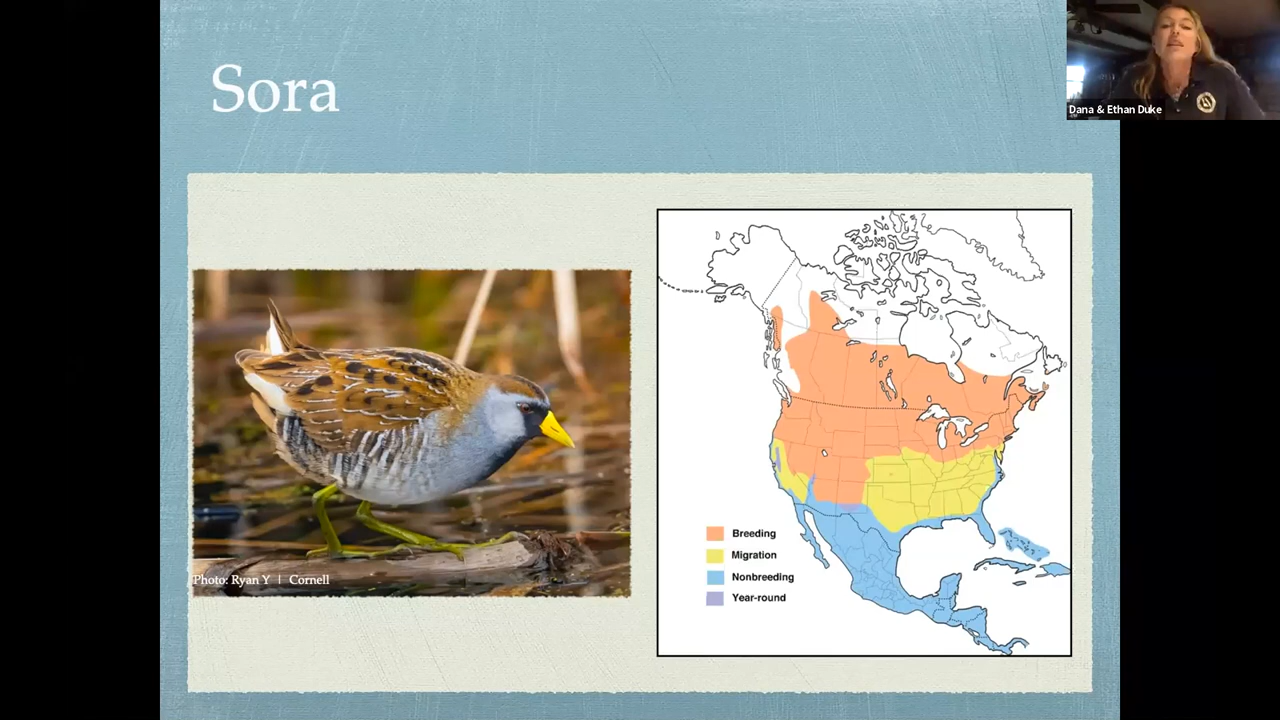 Sora
Dana & Ethan Duke
Photo: Ryan Y | Cornell
Breeding
Migration
Nonbreeding
Year-round